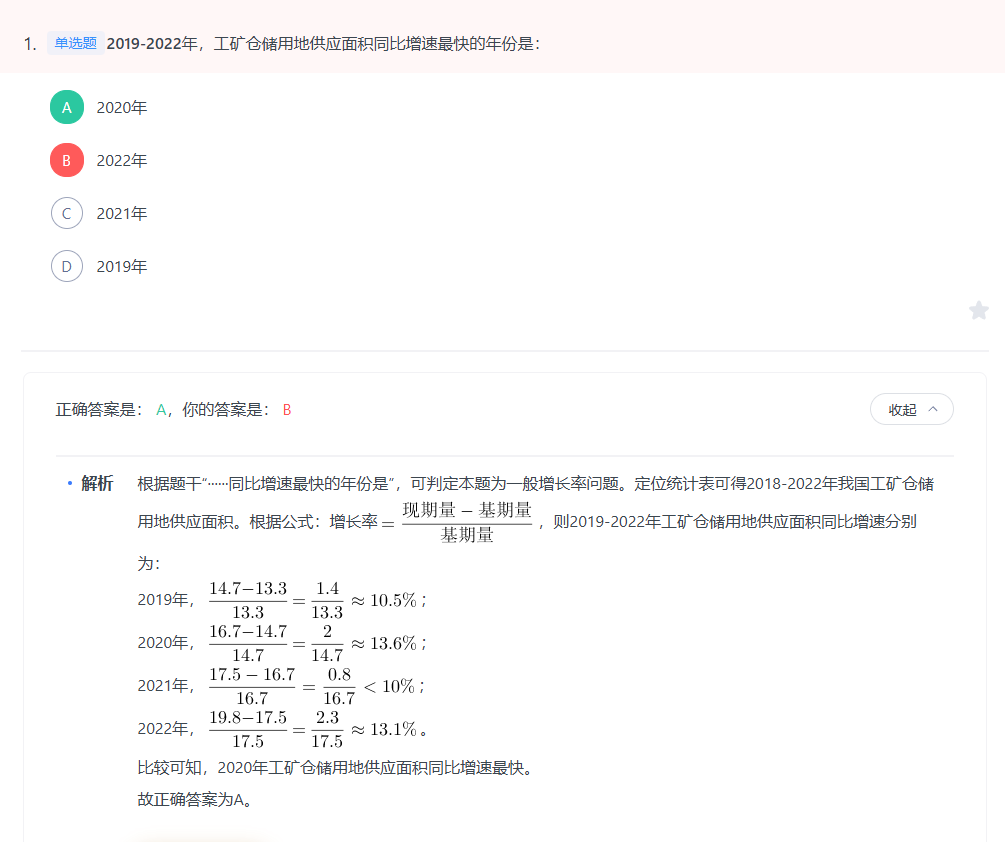 1. 单选题 2019-2022年，工矿仓储用地供应面积同比增速最快的年份是：
A 2020年
B 2022年
C 2021年
D 2019年
正确答案是： A，你的答案是： B
收起
解析 根据题干“……同比增速最快的年份是”，可判定本题为一般增长率问题。定位统计表可得2018-2022年我国工矿仓储
用地供应面积。根据公式：增长率 = (现期量 − 基期量)/基期量 ，则2019-2022年工矿仓储用地供应面积同比增速分别
为：
2019年， (14.7−13.3)/13.3 = 1.4/13.3 ≈ 10.5%；
2020年， (16.7−14.7)/14.7 = 2/14.7 ≈ 13.6%；
2021年， (17.5 − 16.7)/16.7 = 0.8/16.7 < 10%；
2022年， (19.8−17.5)/17.5 = 2.3/17.5 ≈ 13.1%。
比较可知，2020年工矿仓储用地供应面积同比增速最快。
故正确答案为A。